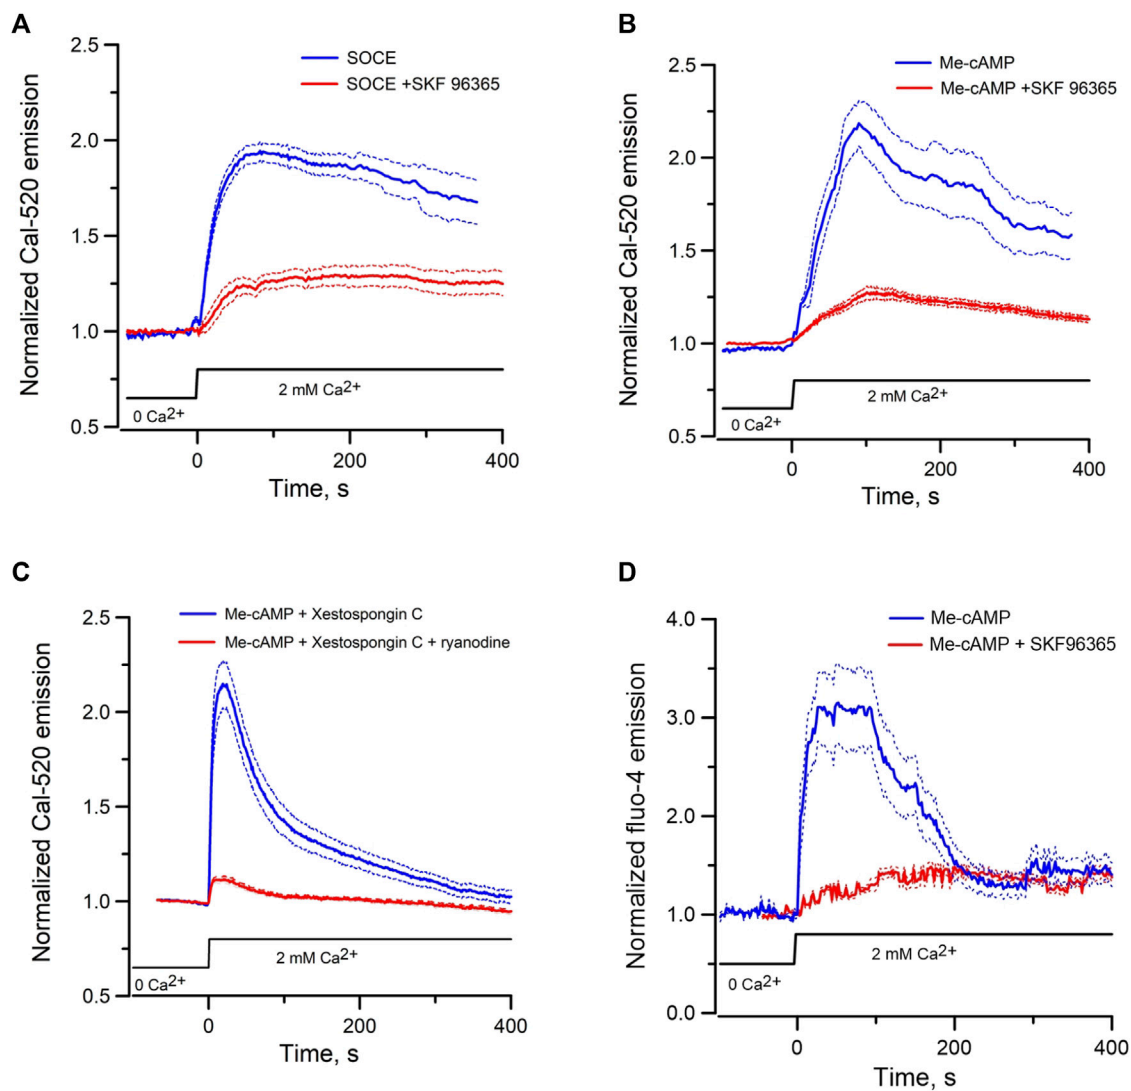 A
SOCE
SOCE +SKF 96365
Normalized Cal-520 emission
2.5
2.0
1.5
1.0
0.5
0 Ca2+
2 mM Ca2+
0 200 400
Time, s
B
Me-cAMP
Me-cAMP +SKF 96365
Normalized Cal-520 emission
2.5
2.0
1.5
1.0
0.5
0 Ca2+
2 mM Ca2+
0 200 400
Time, s
C
Me-cAMP + Xestospongin C
Me-cAMP + Xestospongin C + ryanodine
Normalized Cal-520 emission
2.5
2.0
1.5
1.0
0.5
0 Ca2+
2 mM Ca2+
0 200 400
Time, s
D
Me-cAMP
Me-cAMP + SKF96365
Normalized fluo-4 emission
4.0
3.0
2.0
1.0
0.0
0 Ca2+
2 mM Ca2+
0 200 400
Time, s